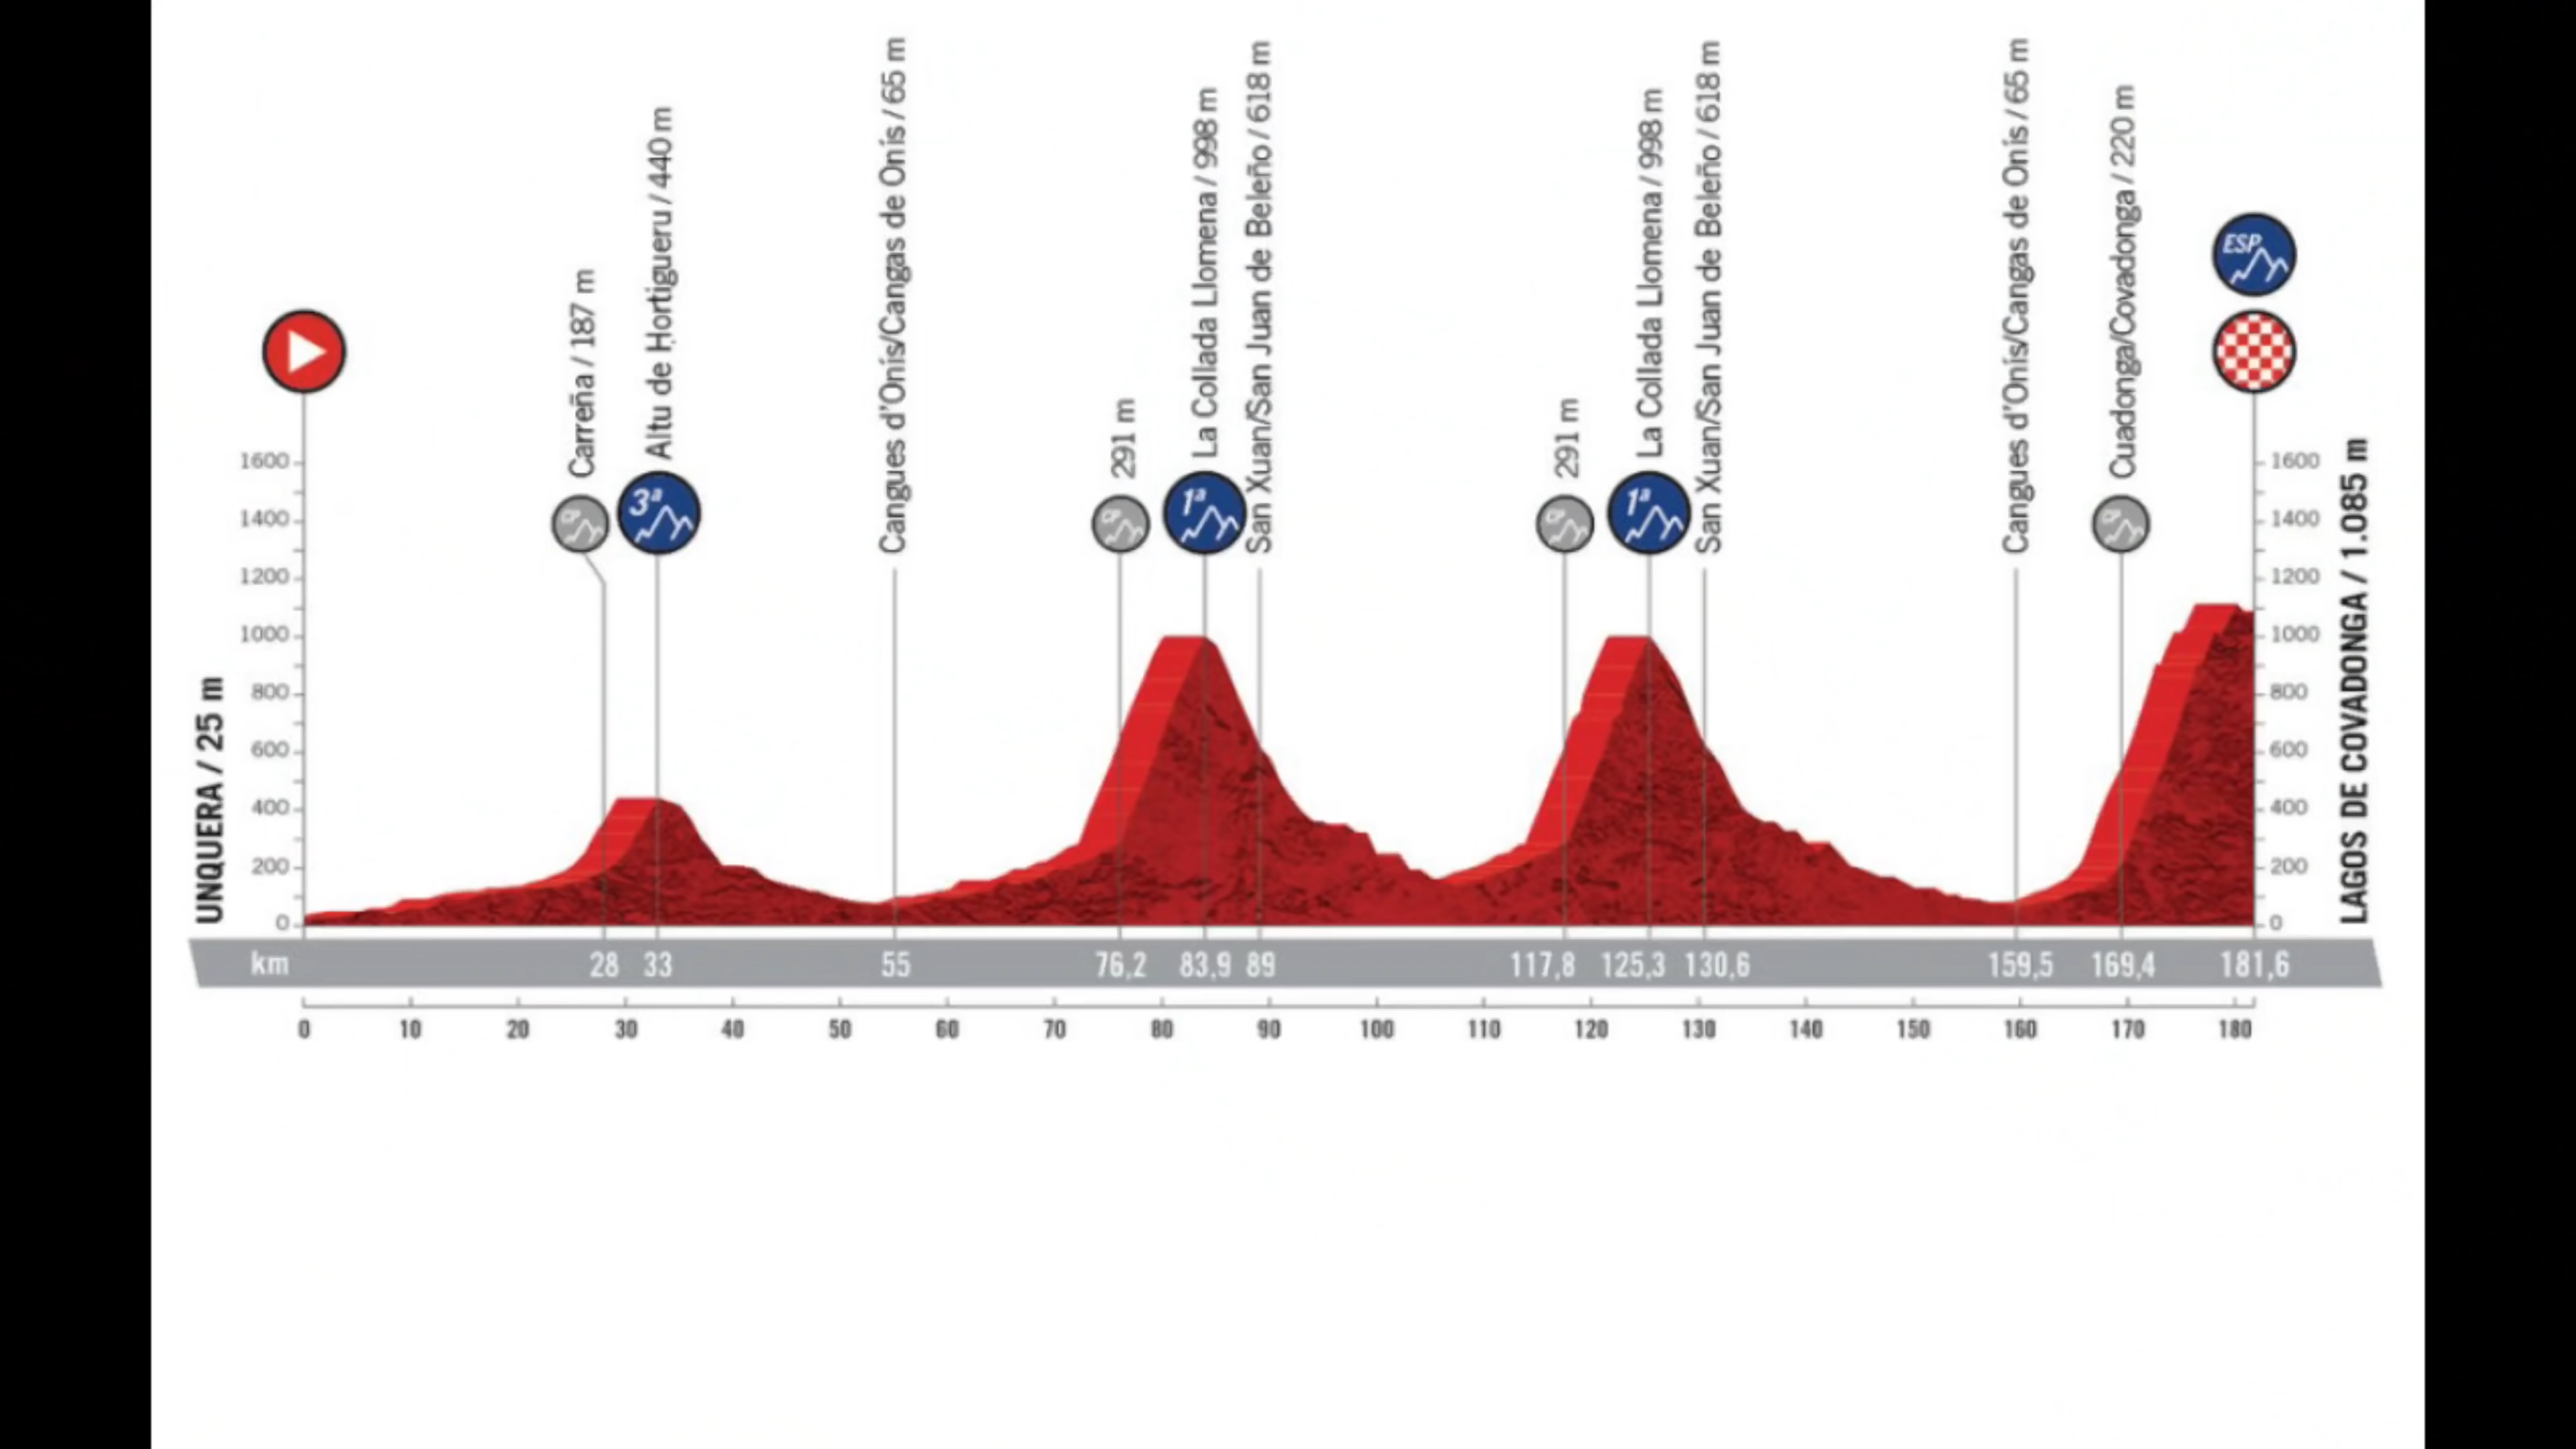 Carreña / 187 m
Altu de Hortigueru / 440 m
Cangues d'Onís/Cangas de Onís / 65 m
291 m
La Collada Llomena / 998 m
San Xuan/San Juan de Beleño / 618 m
291 m
La Collada Llomena / 998 m
San Xuan/San Juan de Beleño / 618 m
Cangues d'Onís/Cangas de Onís / 65 m
Cuadonga/Covadonga / 220 m
ESP.
CP
3ª
CP
1ª
CP
1ª
CP
UNQUERA / 25 m
1600
1400
1200
1000
800
600
400
200
0
1600
1400
1200
1000
800
600
400
200
0
LAGOS DE COVADONGA / 1.085 m
km 28 33 55 76,2 83,9 89 117,8 125,3 130,6 159,5 169,4 181,6
0 10 20 30 40 50 60 70 80 90 100 110 120 130 140 150 160 170 180